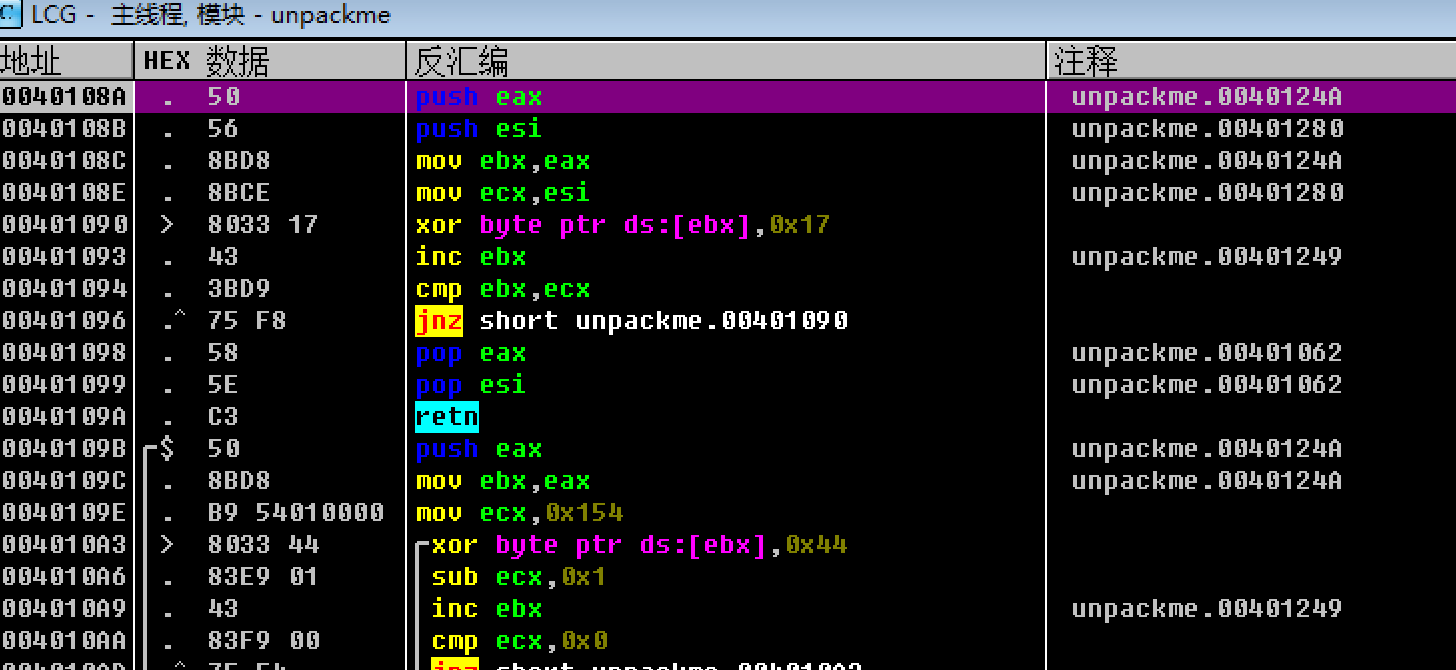 LCG - 主线程, 模块 - unpackme
地址 HEX 数据 反汇编 注释
0040108A . 50 push eax unpackme.0040124A
0040108B . 56 push esi unpackme.00401280
0040108C . 8BD8 mov ebx,eax unpackme.0040124A
0040108E . 8BCE mov ecx,esi unpackme.00401280
00401090 > 8033 17 xor byte ptr ds:[ebx],0x17
00401093 . 43 inc ebx unpackme.00401249
00401094 . 3BD9 cmp ebx,ecx
00401096 .^ 75 F8 jnz short unpackme.00401090
00401098 . 58 pop eax unpackme.00401062
00401099 . 5E pop esi unpackme.00401062
0040109A . C3 retn
0040109B $ 50 push eax unpackme.0040124A
0040109C . 8BD8 mov ebx,eax unpackme.0040124A
0040109E . B9 54010000 mov ecx,0x154
004010A3 > 8033 44 xor byte ptr ds:[ebx],0x44
004010A6 . 83E9 01 sub ecx,0x1
004010A9 . 43 inc ebx unpackme.00401249
004010AA . 83F9 00 cmp ecx,0x0